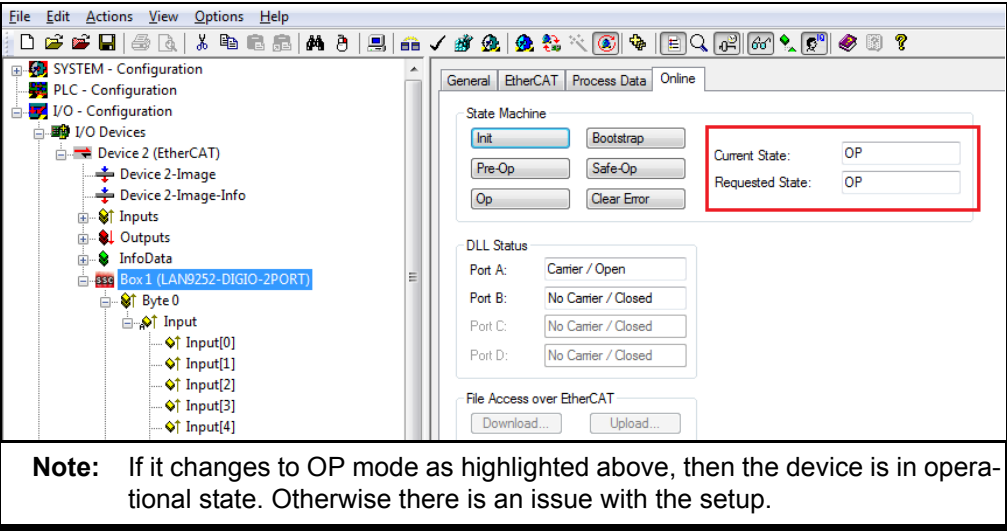 File Edit Actions View Options Help
SYSTEM - Configuration
PLC - Configuration
I/O - Configuration
I/O Devices
Device 2 (EtherCAT)
Device 2-Image
Device 2-Image-Info
Inputs
Outputs
InfoData
Box 1 (LAN9252-DIGIO-2PORT)
Byte 0
Input
Input[0]
Input[1]
Input[2]
Input[3]
Input[4]
General EtherCAT Process Data Online
State Machine
Init Bootstrap
Pre-Op Safe-Op
Op Clear Error
Current State: OP
Requested State: OP
DLL Status
Port A: Carrier / Open
Port B: No Carrier / Closed
Port C: No Carrier / Closed
Port D: No Carrier / Closed
File Access over EtherCAT
Download... Upload...
Note: If it changes to OP mode as highlighted above, then the device is in opera-
tional state. Otherwise there is an issue with the setup.